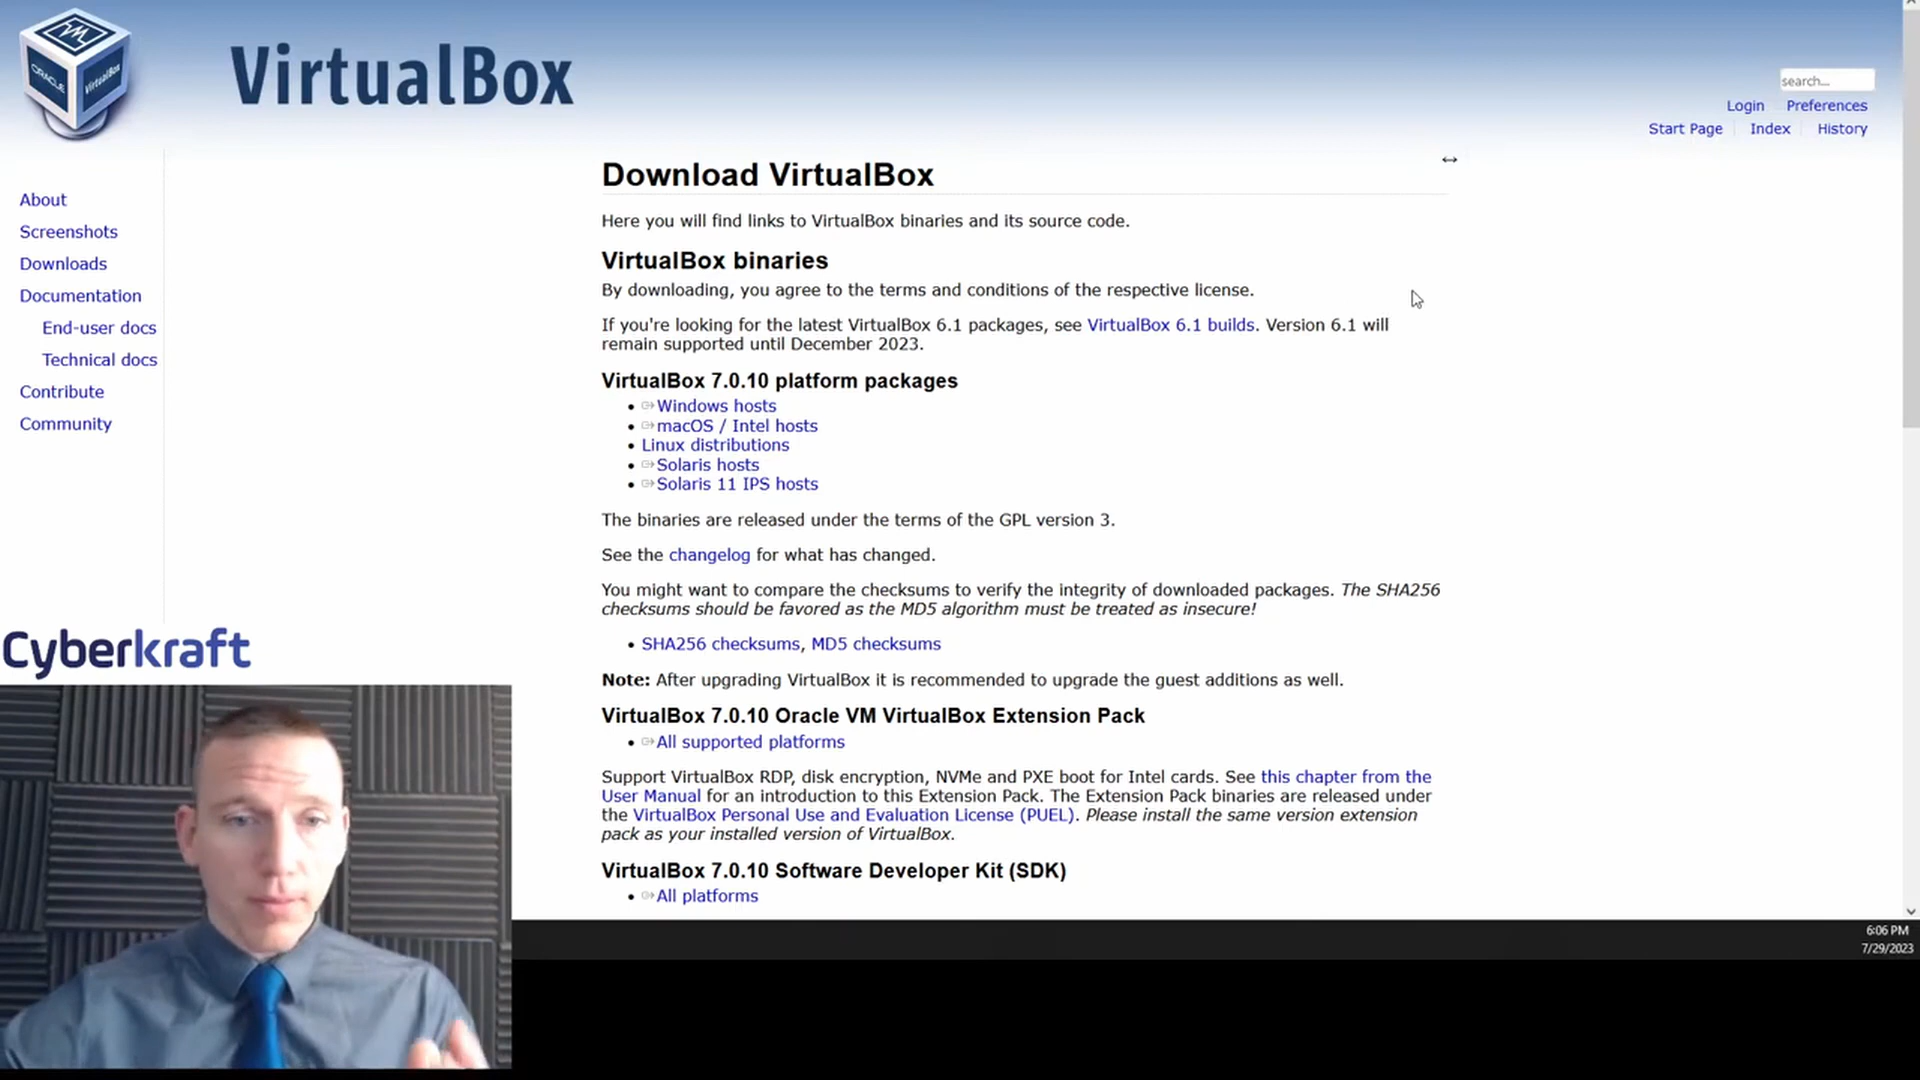 ORACLE
VirtualBox
VirtualBox
search...
Login Preferences
Start Page Index History
About
Screenshots
Downloads
Documentation
End-user docs
Technical docs
Contribute
Community
Download VirtualBox
Here you will find links to VirtualBox binaries and its source code.
VirtualBox binaries
By downloading, you agree to the terms and conditions of the respective license.
If you're looking for the latest VirtualBox 6.1 packages, see VirtualBox 6.1 builds. Version 6.1 will
remain supported until December 2023.
VirtualBox 7.0.10 platform packages
• Windows hosts
• macOS / Intel hosts
• Linux distributions
• Solaris hosts
• Solaris 11 IPS hosts
The binaries are released under the terms of the GPL version 3.
See the changelog for what has changed.
You might want to compare the checksums to verify the integrity of downloaded packages. The SHA256
checksums should be favored as the MD5 algorithm must be treated as insecure!
• SHA256 checksums, MD5 checksums
Note: After upgrading VirtualBox it is recommended to upgrade the guest additions as well.
VirtualBox 7.0.10 Oracle VM VirtualBox Extension Pack
• All supported platforms
Support VirtualBox RDP, disk encryption, NVMe and PXE boot for Intel cards. See this chapter from the
User Manual for an introduction to this Extension Pack. The Extension Pack binaries are released under
the VirtualBox Personal Use and Evaluation License (PUEL). Please install the same version extension
pack as your installed version of VirtualBox.
VirtualBox 7.0.10 Software Developer Kit (SDK)
• All platforms
Cyberkraft
6:06 PM
7/29/2023